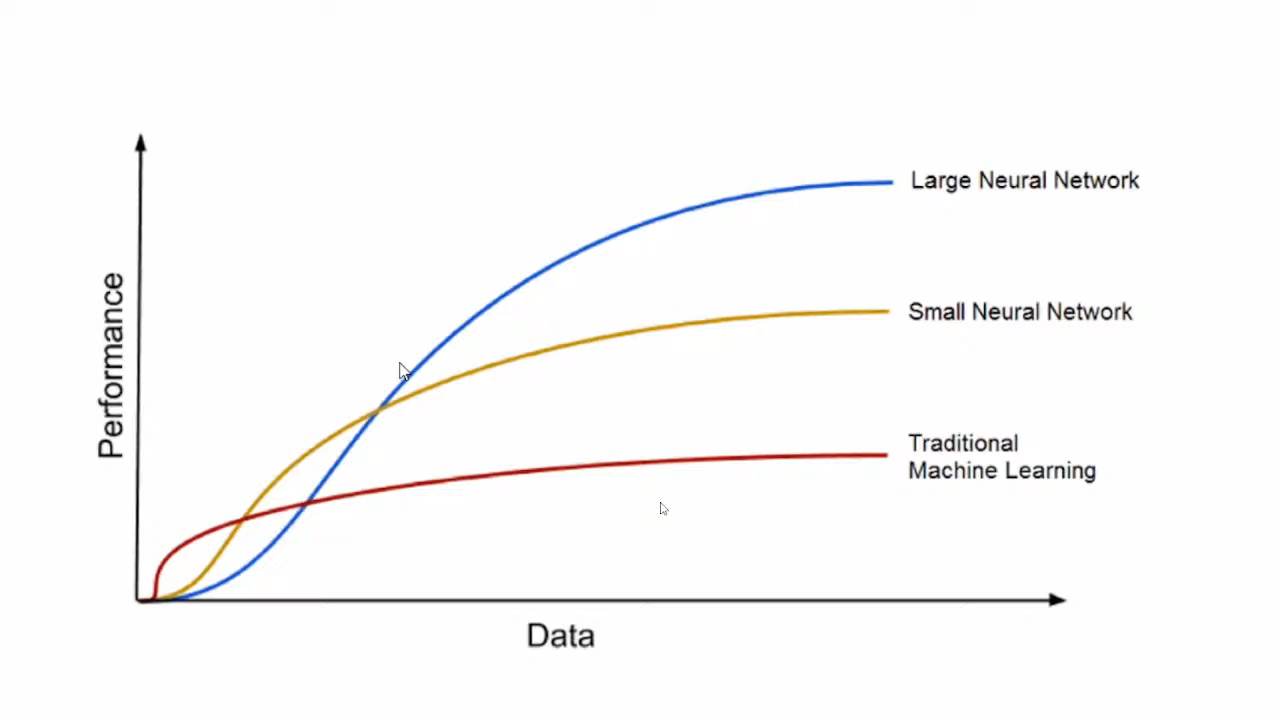 Large Neural Network
Small Neural Network
Traditional
Machine Learning
Performance
Data